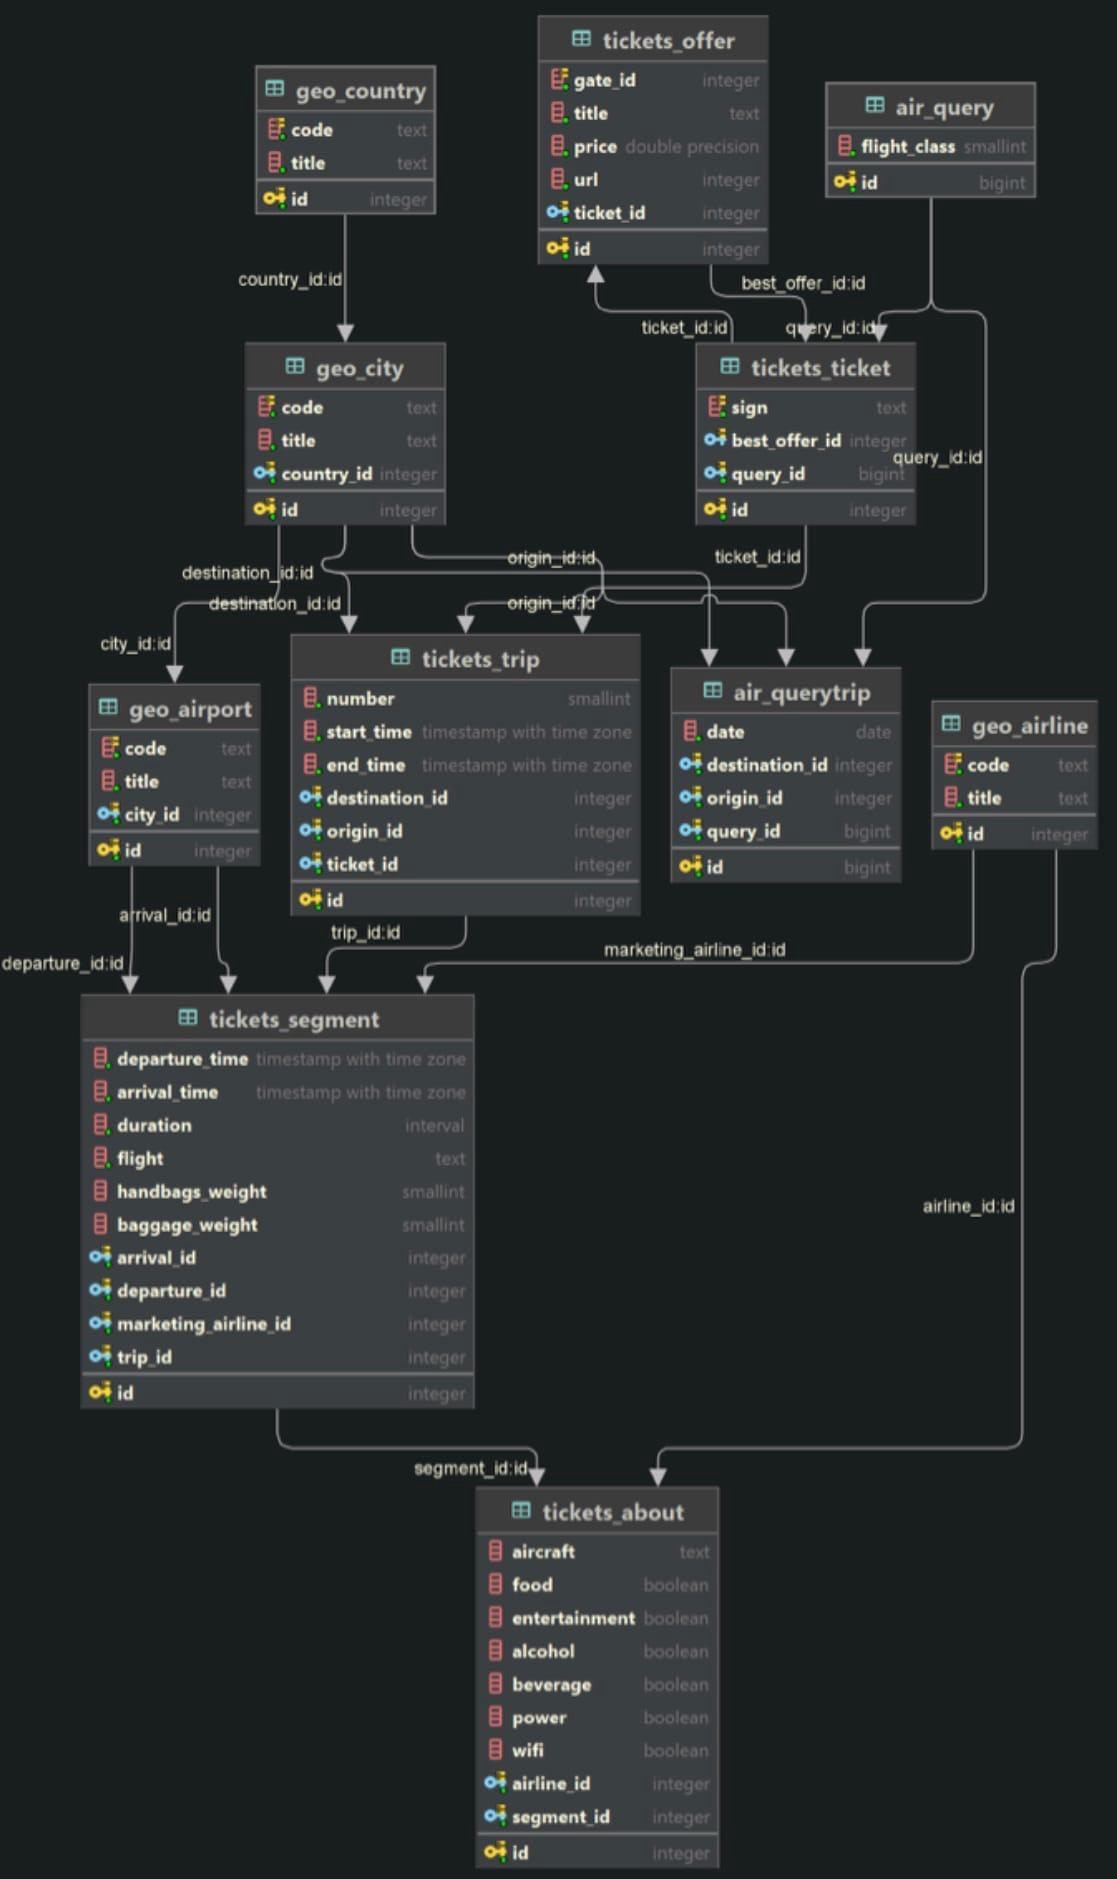 tickets_offer
gate_id integer
title text
price double precision
url integer
ticket_id integer
id integer
geo_country
code text
title text
id integer
air_query
flight_class smallint
id bigint
country_id:id
best_offer_id:id
ticket_id:id
query_id:id
geo_city
code text
title text
country_id integer
id integer
tickets_ticket
sign text
best_offer_id integer
query_id bigint
id integer
query_id:id
destination_id:id
origin_id:id
ticket_id:id
destination_id:id
origin_id:id
city_id:id
geo_airport
code text
title text
city_id integer
id integer
tickets_trip
number smallint
start_time timestamp with time zone
end_time timestamp with time zone
destination_id integer
origin_id integer
ticket_id integer
id integer
air_querytrip
date date
destination_id integer
origin_id integer
query_id bigint
id bigint
geo_airline
code text
title text
id integer
arrival_id:id
departure_id:id
trip_id:id
marketing_airline_id:id
tickets_segment
departure_time timestamp with time zone
arrival_time timestamp with time zone
duration interval
flight text
handbags_weight smallint
baggage_weight smallint
arrival_id integer
departure_id integer
marketing_airline_id integer
trip_id integer
id integer
airline_id:id
segment_id:id
tickets_about
aircraft text
food boolean
entertainment boolean
alcohol boolean
beverage boolean
power boolean
wifi boolean
airline_id integer
segment_id integer
id integer